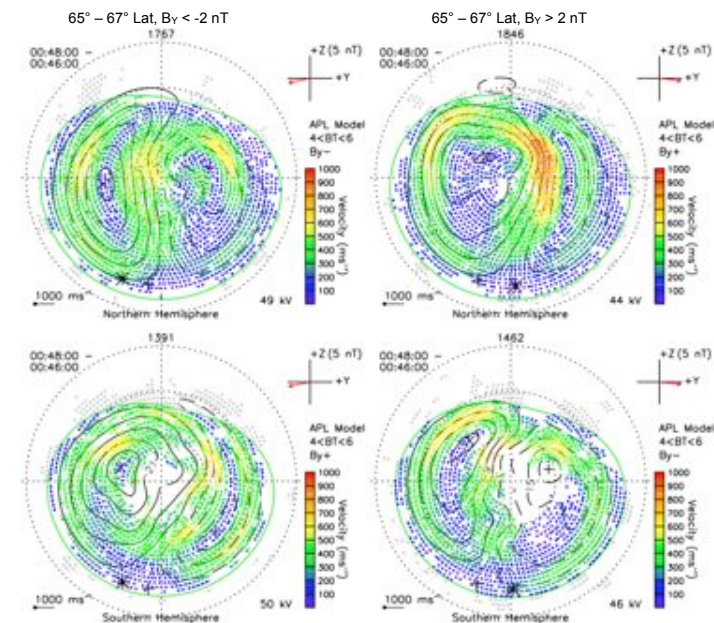 65° – 67° Lat, BY < -2 nT
65° – 67° Lat, BY > 2 nT
1767
00:48:00 –
00:46:00
+Z (5 nT)
+Y
APL Model
4<BT<6
By–
1000
900
800
700
600
500
400
300
200
100
Velocity (ms⁻¹)
1000 ms⁻¹
49 kV
Northern Hemisphere
1846
00:48:00 –
00:46:00
+Z (5 nT)
+Y
APL Model
4<BT<6
By+
1000
900
800
700
600
500
400
300
200
100
Velocity (ms⁻¹)
1000 ms⁻¹
44 kV
Northern Hemisphere
1391
00:48:00 –
00:46:00
+Z (5 nT)
+Y
APL Model
4<BT<6
By+
1000
900
800
700
600
500
400
300
200
100
Velocity (ms⁻¹)
1000 ms⁻¹
50 kV
Southern Hemisphere
1462
00:48:00 –
00:46:00
+Z (5 nT)
+Y
APL Model
4<BT<6
By–
1000
900
800
700
600
500
400
300
200
100
Velocity (ms⁻¹)
1000 ms⁻¹
46 kV
Southern Hemisphere